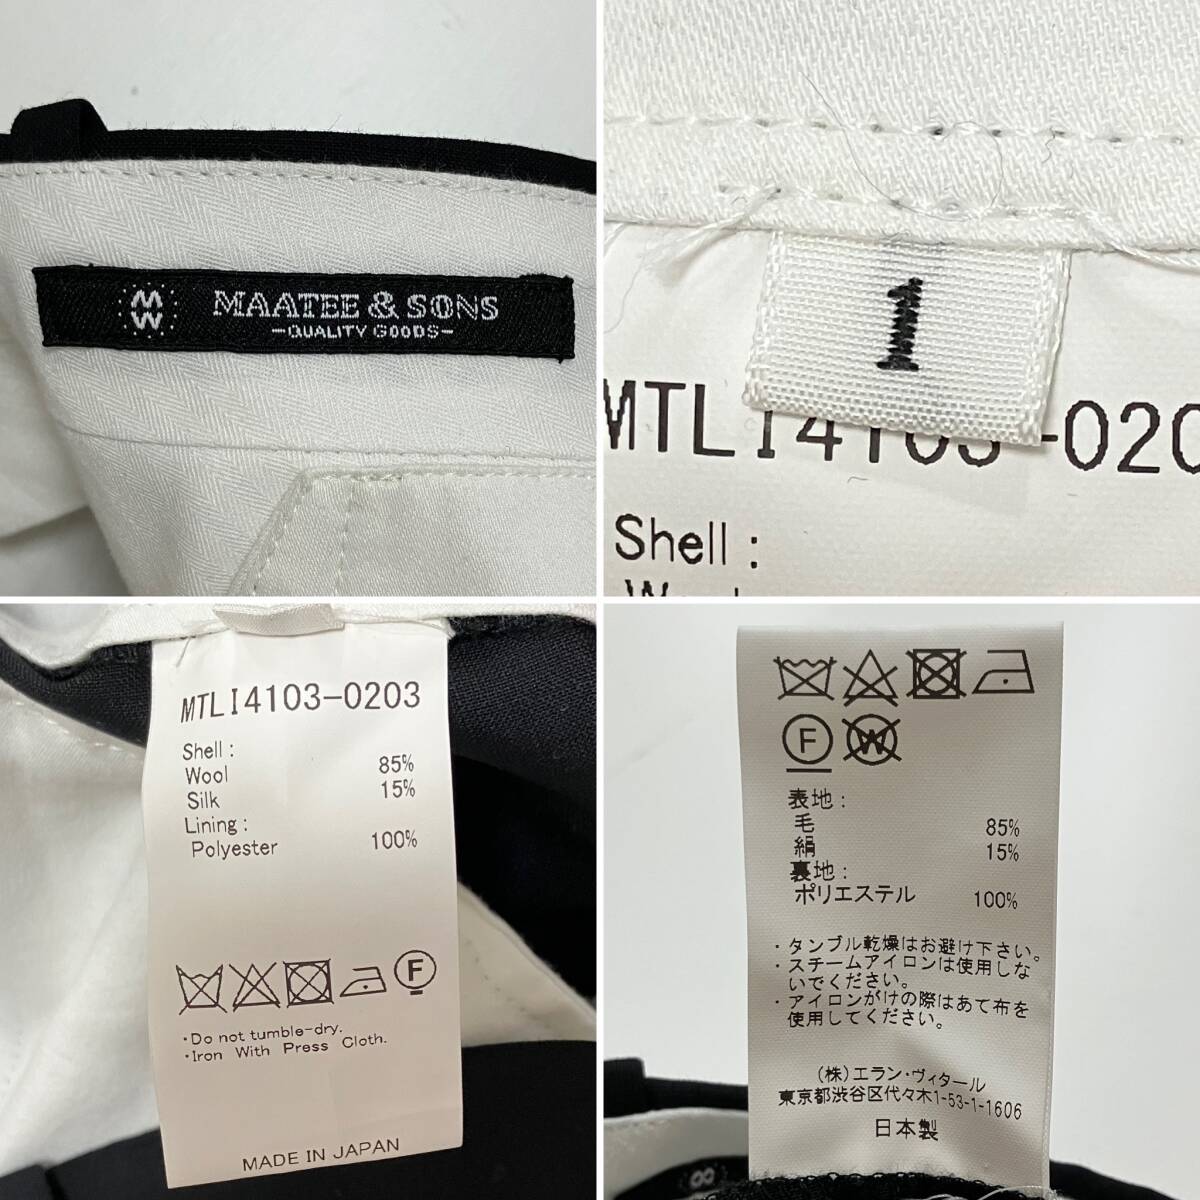 MW
MAATEE & SONS
-QUALITY GOODS-
1
MTLI4103-020
Shell :
MTLI4103-0203
Shell :
Wool 85%
Silk 15%
Lining :
Polyester 100%
F
・Do not tumble-dry.
・Iron With Press Cloth.
MADE IN JAPAN
F W
表地 :
毛 85%
絹 15%
裏地 :
ポリエステル 100%
・タンブル乾燥はお避け下さい。
・スチームアイロンは使用しな
いでください。
・アイロンがけの際はあて布を
使用してください。
(株)エラン・ヴィタール
東京都渋谷区代々木1-53-1-1606
日本製